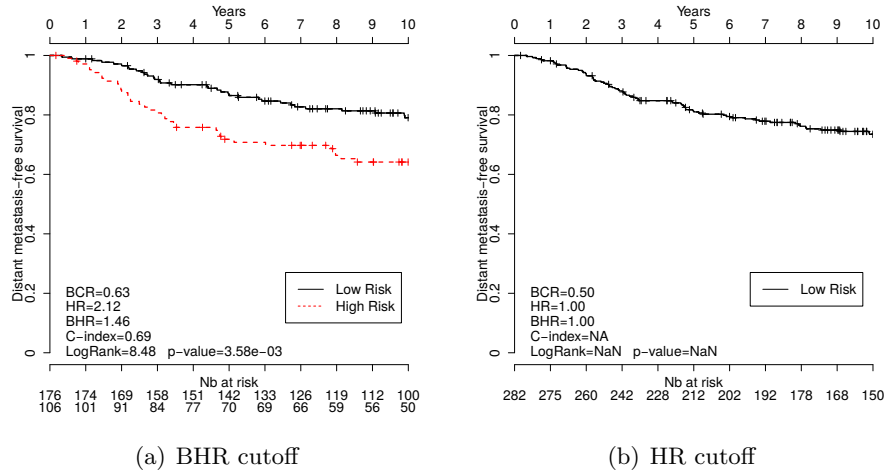 Years
0 1 2 3 4 5 6 7 8 9 10
Distant metastasis-free survival
1
0.8
0.6
0.4
0.2
0
BCR=0.63
HR=2.12
BHR=1.46
C-index=0.69
LogRank=8.48 p-value=3.58e-03
Low Risk
High Risk
Nb at risk
176 174 169 158 151 142 133 126 119 112 100
106 101 91 84 77 70 69 66 59 56 50
(a) BHR cutoff
Years
0 1 2 3 4 5 6 7 8 9 10
Distant metastasis-free survival
1
0.8
0.6
0.4
0.2
0
BCR=0.50
HR=1.00
BHR=1.00
C-index=NA
LogRank=NaN p-value=NaN
Low Risk
Nb at risk
282 275 260 242 228 212 202 192 178 168 150
(b) HR cutoff